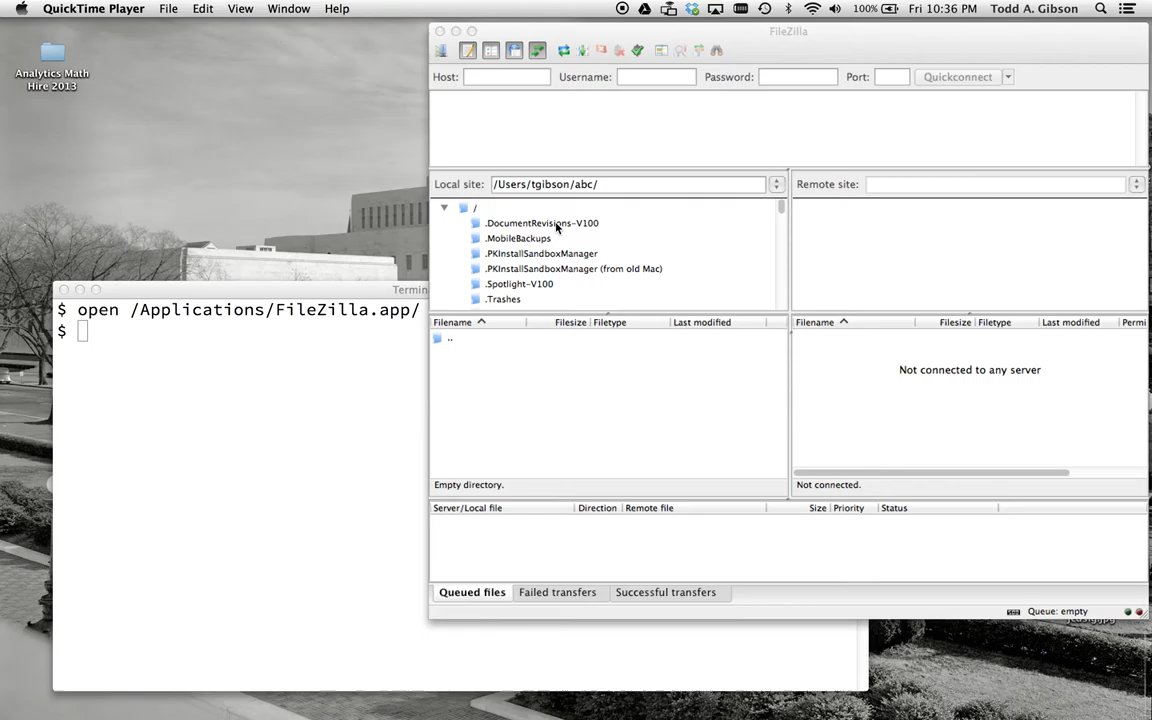 QuickTime Player File Edit View Window Help 100% Fri 10:36 PM Todd A. Gibson
Analytics Math
Hire 2013
FileZilla
Host: Username: Password: Port: Quickconnect
Local site: /Users/tgibson/abc/
Remote site:
/
.DocumentRevisions-V100
.MobileBackups
.PKInstallSandboxManager
.PKInstallSandboxManager (from old Mac)
.Spotlight-V100
.Trashes
Termin
$ open /Applications/FileZilla.app/
$
Filename Filesize Filetype Last modified
..
Empty directory.
Filename Filesize Filetype Last modified Permi
Not connected to any server
Not connected.
Server/Local file Direction Remote file Size Priority Status
Queued files Failed transfers Successful transfers
Queue: empty